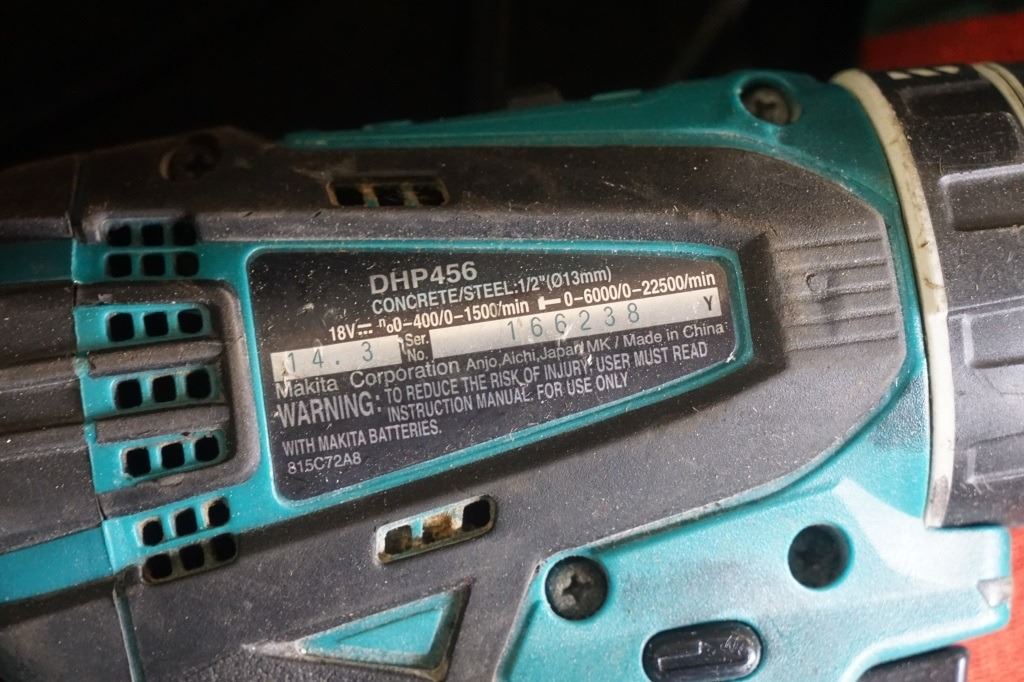 DHP456
CONCRETE/STEEL:1/2"(Ø13mm)
18V⎓ n₀0-400/0-1500/min 0-6000/0-22500/min
14.3 Ser. No. 166238 Y
Makita Corporation Anjo,Aichi,Japan MK / Made in China
WARNING: TO REDUCE THE RISK OF INJURY, USER MUST READ
INSTRUCTION MANUAL. FOR USE ONLY
WITH MAKITA BATTERIES.
815C72A8